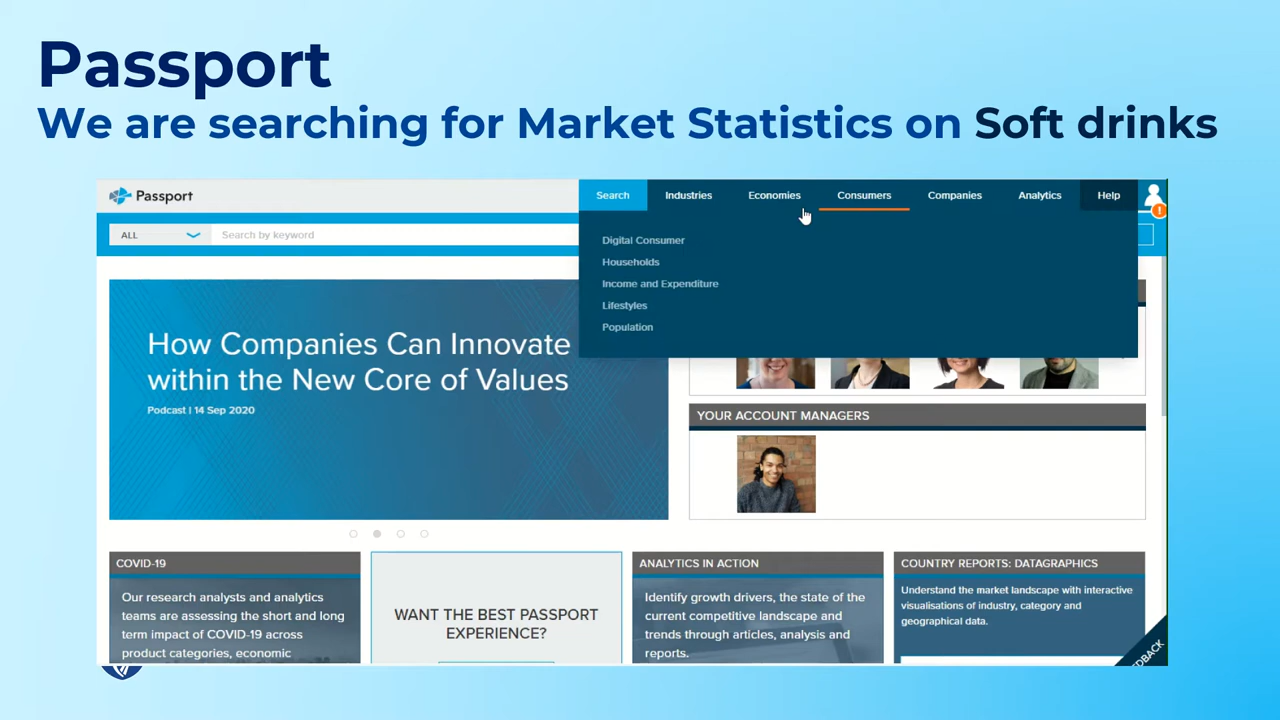 Passport
We are searching for Market Statistics on Soft drinks
Passport
Search Industries Economies Consumers Companies Analytics Help
!
ALL Search by keyword
Digital Consumer
Households
Income and Expenditure
Lifestyles
Population
How Companies Can Innovate
within the New Core of Values
Podcast | 14 Sep 2020
YOUR ACCOUNT MANAGERS
COVID-19
Our research analysts and analytics
teams are assessing the short and long
term impact of COVID-19 across
product categories, economic
WANT THE BEST PASSPORT
EXPERIENCE?
ANALYTICS IN ACTION
Identify growth drivers, the state of the
current competitive landscape and
trends through articles, analysis and
reports.
COUNTRY REPORTS: DATAGRAPHICS
Understand the market landscape with interactive
visualisations of industry, category and
geographical data.